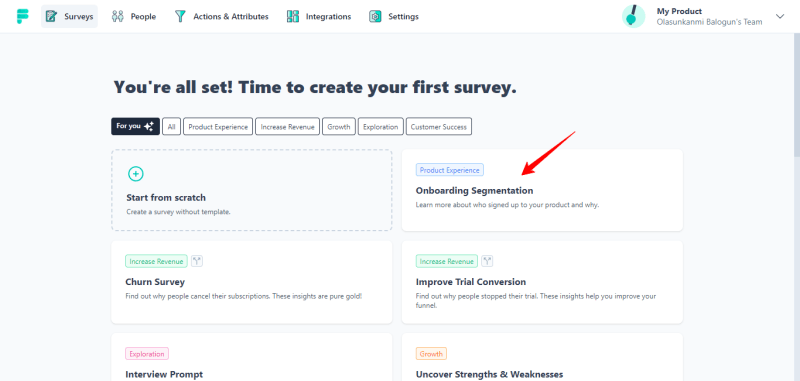 Surveys People Actions & Attributes Integrations Settings
My Product
Olasunkanmi Balogun's Team
You're all set! Time to create your first survey.
For you All Product Experience Increase Revenue Growth Exploration Customer Success
Start from scratch
Create a survey without template.
Product Experience
Onboarding Segmentation
Learn more about who signed up to your product and why.
Increase Revenue
Churn Survey
Find out why people cancel their subscriptions. These insights are pure gold!
Increase Revenue
Improve Trial Conversion
Find out why people stopped their trial. These insights help you improve your
funnel.
Exploration
Interview Prompt
Growth
Uncover Strengths & Weaknesses